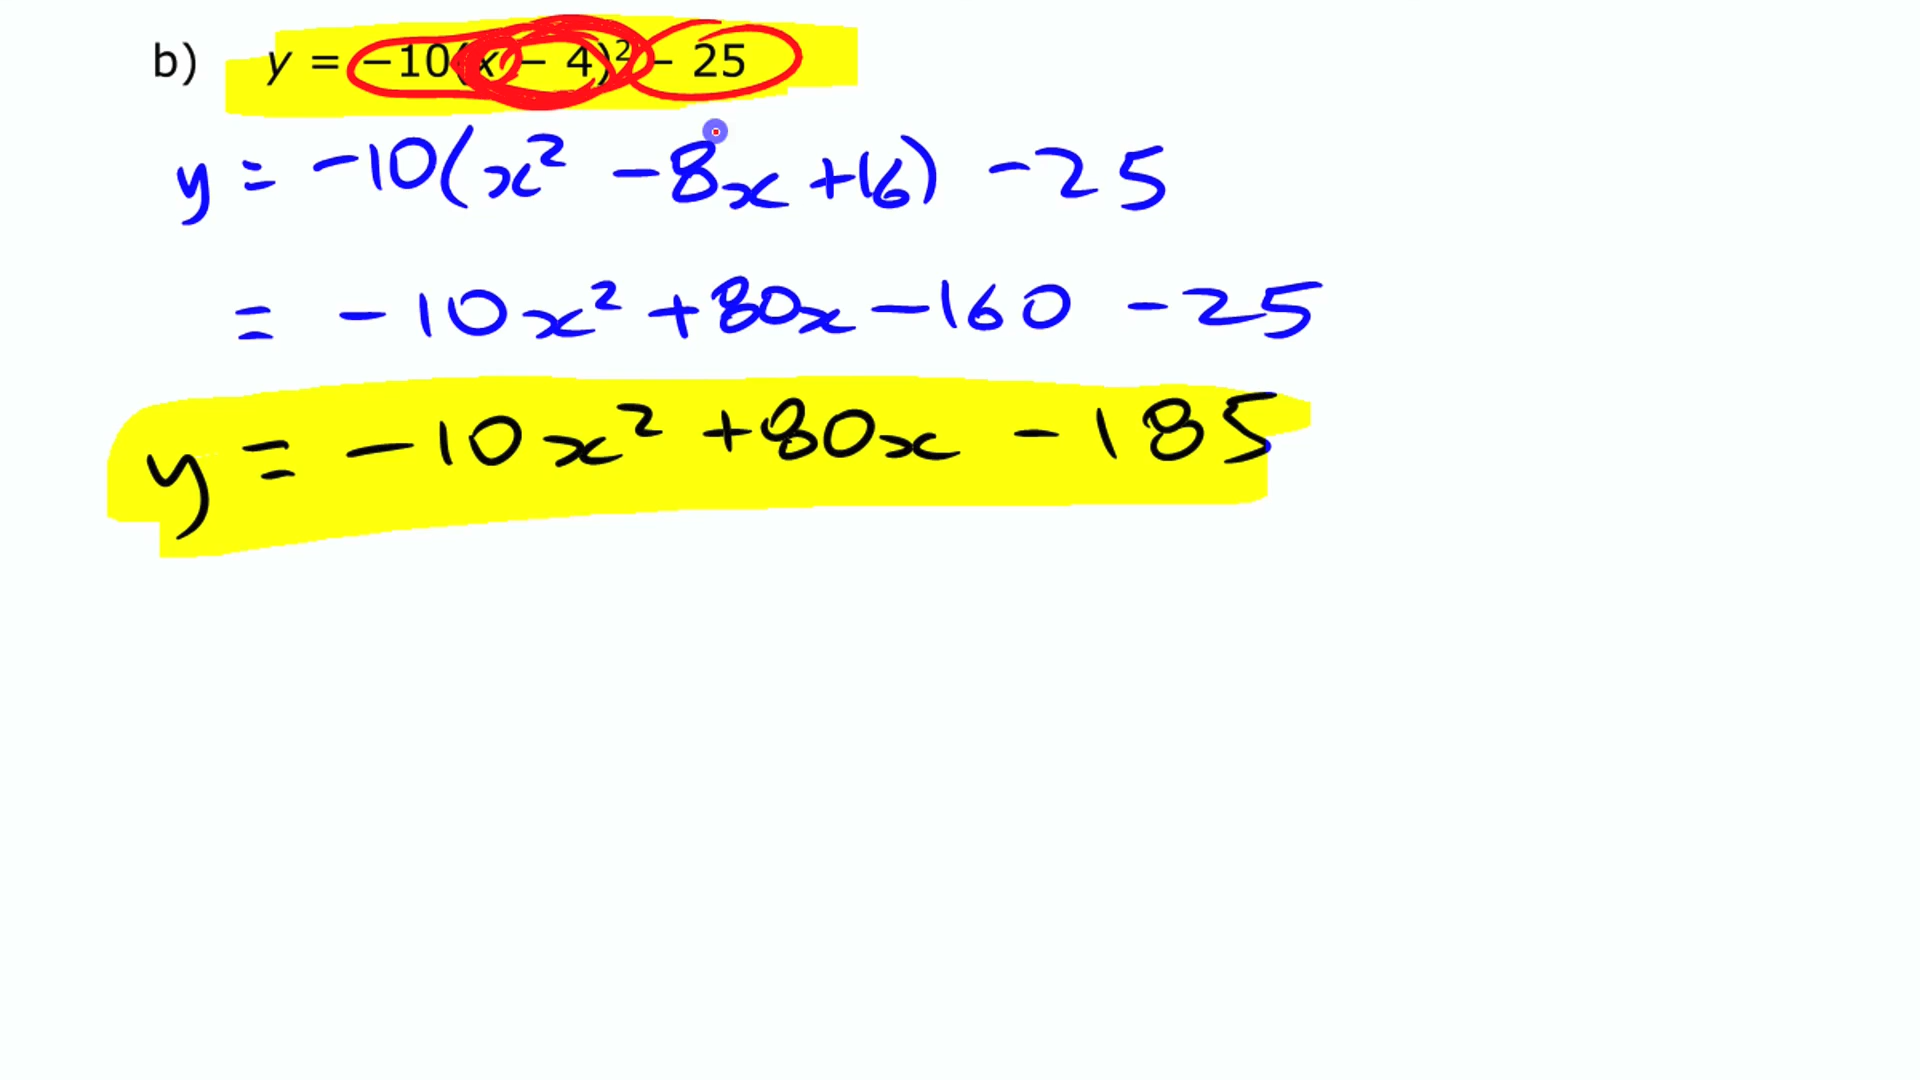 b) y = −10(x − 4)² − 25
y = -10(x² -8x +16) -25
= -10x² +80x -160 -25
y = -10x² +80x -185